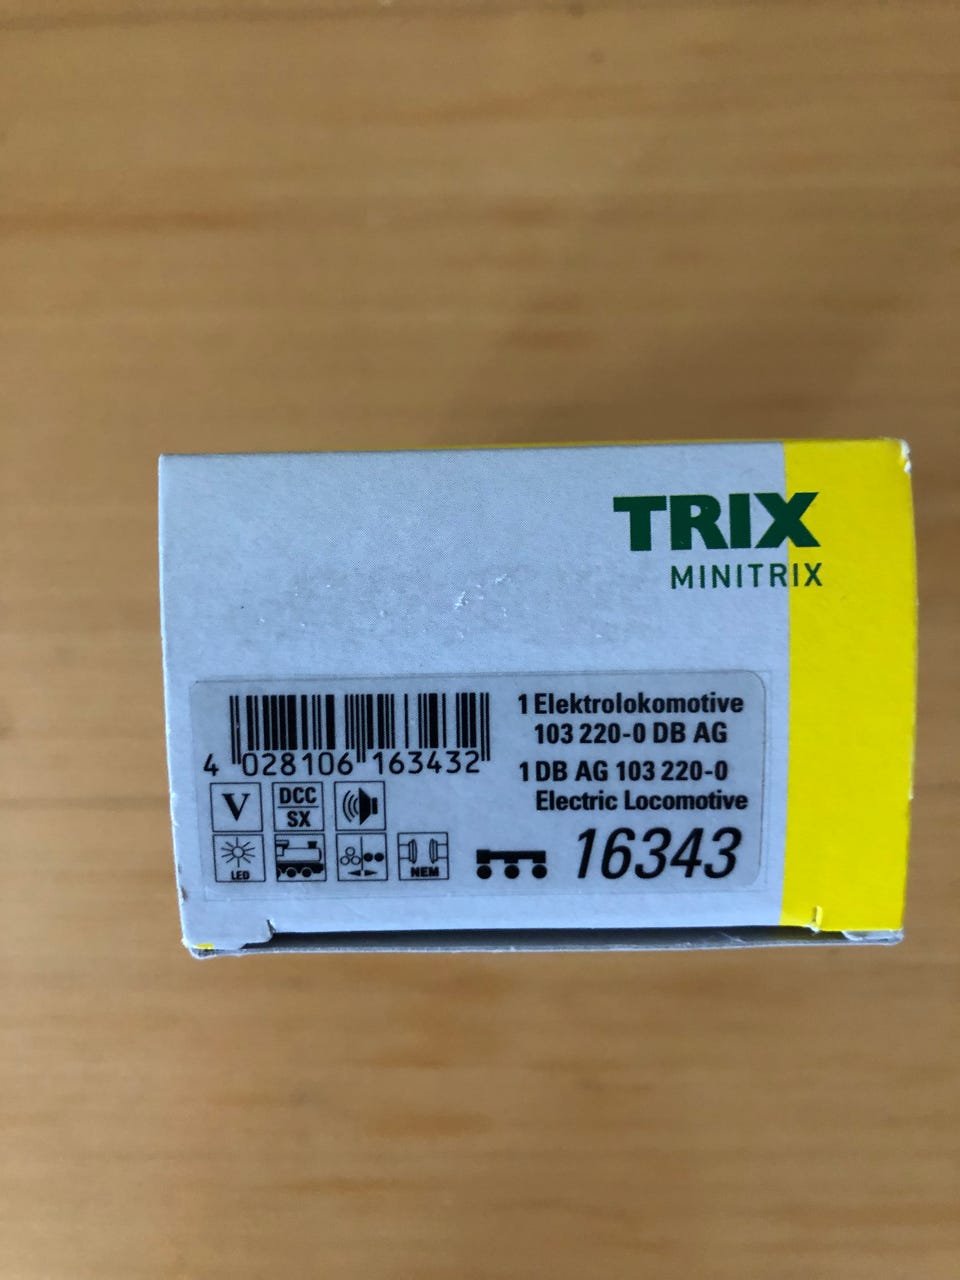 TRIX
MINITRIX
4 028106 163432
1 Elektrolokomotive
103 220-0 DB AG
1 DB AG 103 220-0
Electric Locomotive
V
DCC
SX
LED
NEM
16343